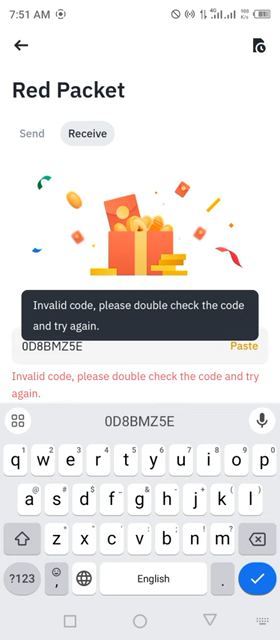 7:51 AM
4G
108
K/s
Red Packet
Send
Receive
Invalid code, please double check the code
and try again.
0D8BMZ5E
Paste
Invalid code, please double check the code and try
again.
0D8BMZ5E
q w e r t y u i o p
@ # $ _ & - + ( )
a s d f g h j k l
* " ' : ; ! ?
z x c v b n m
?123 , English .